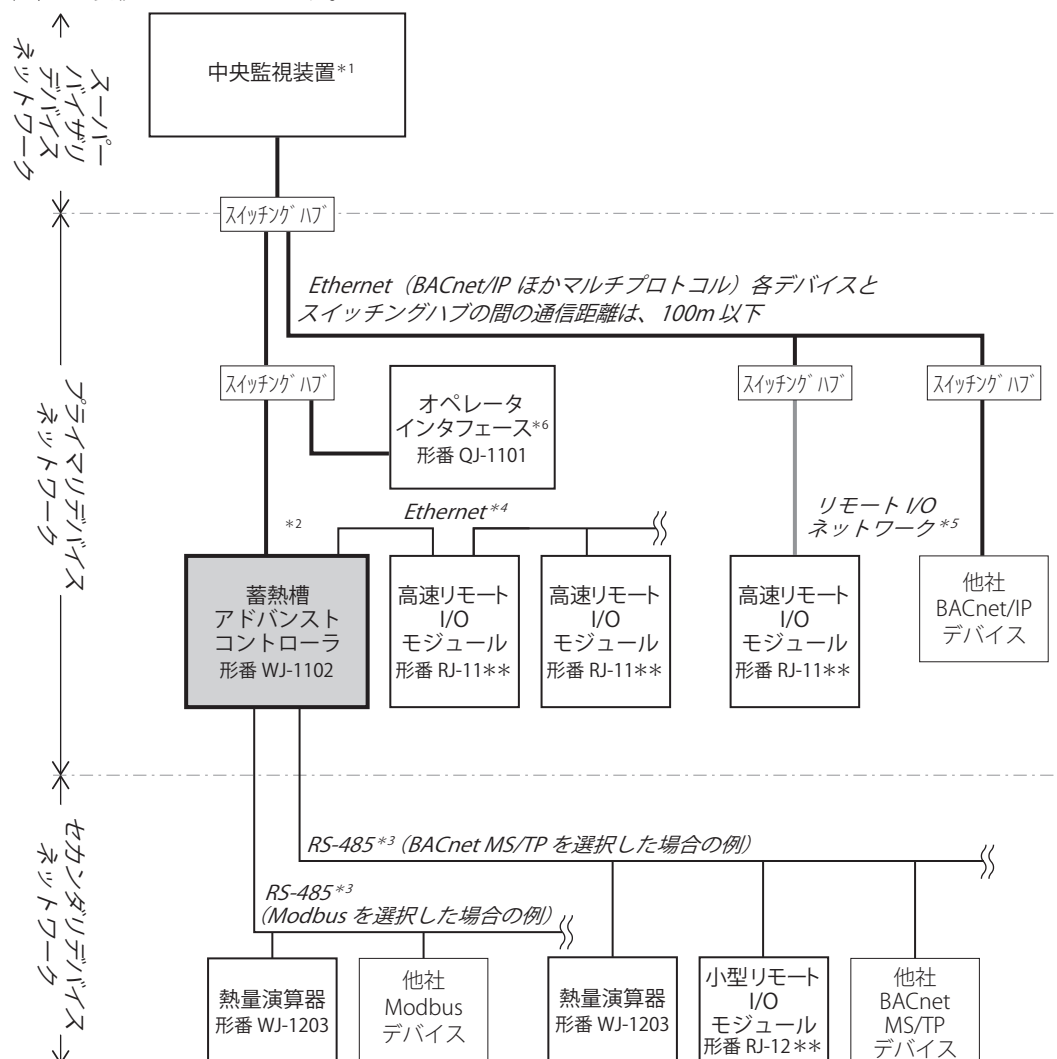 スーパー
バイザリ
デバイス
ネットワーク
中央監視装置*1
スイッチングハブ
Ethernet（BACnet/IP ほかマルチプロトコル）各デバイスと
スイッチングハブの間の通信距離は、100m 以下
プライマリデバイス
ネットワーク
スイッチングハブ
オペレータ
インタフェース*6
形番 QJ-1101
スイッチングハブ
スイッチングハブ
*2
Ethernet*4
リモート I/O
ネットワーク*5
蓄熱槽
アドバンスト
コントローラ
形番 WJ-1102
高速リモート
I/O
モジュール
形番 RJ-11**
高速リモート
I/O
モジュール
形番 RJ-11**
高速リモート
I/O
モジュール
形番 RJ-11**
他社
BACnet/IP
デバイス
セカンダリデバイス
ネットワーク
RS-485*3（BACnet MS/TP を選択した場合の例）
RS-485*3
（Modbus を選択した場合の例）
熱量演算器
形番 WJ-1203
他社
Modbus
デバイス
熱量演算器
形番 WJ-1203
小型リモート
I/O
モジュール
形番 RJ-12**
他社
BACnet
MS/TP
デバイス